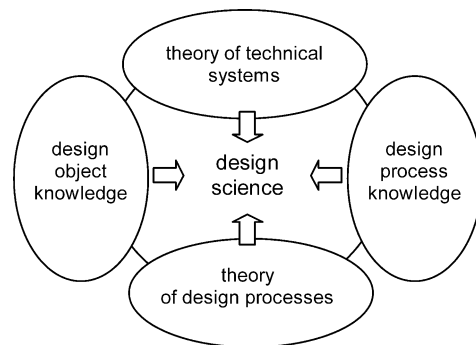 theory of technical
systems
design
object
knowledge
design
science
design
process
knowledge
theory
of design processes